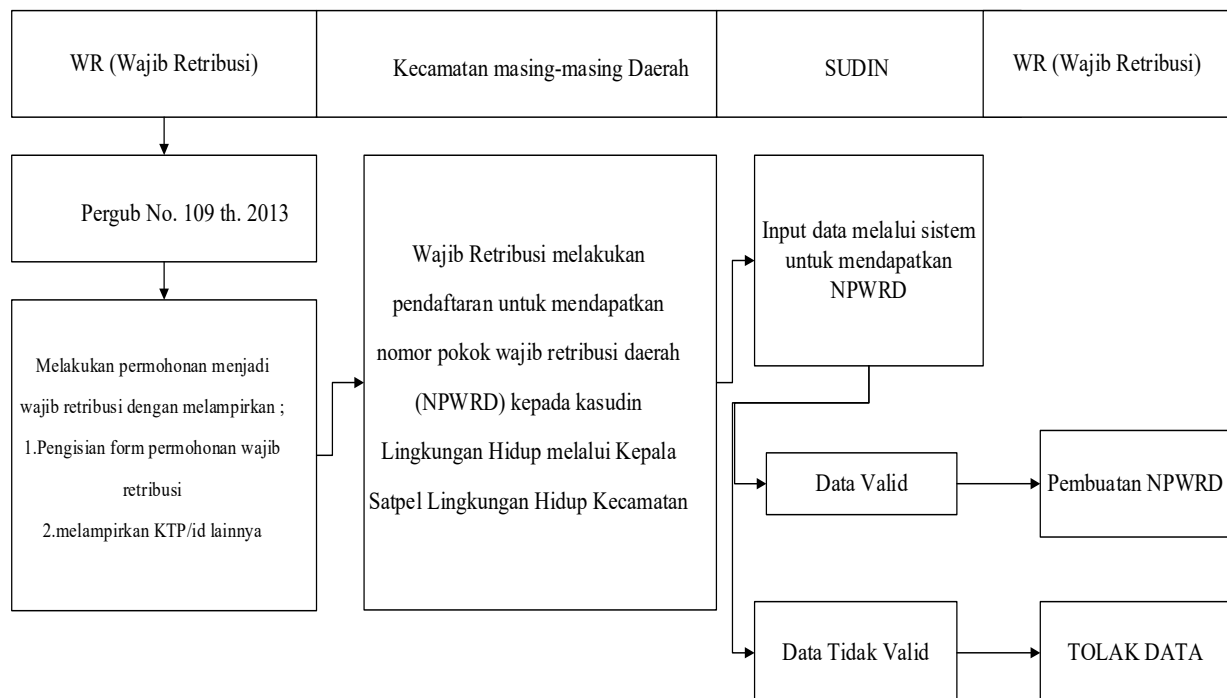 WR (Wajib Retribusi)
Kecamatan masing-masing Daerah
SUDIN
WR (Wajib Retribusi)
Pergub No. 109 th. 2013
Melakukan permohonan menjadi
wajib retribusi dengan melampirkan ;
1.Pengisian form permohonan wajib
retribusi
2.melampirkan KTP/id lainnya
Wajib Retribusi melakukan
pendaftaran untuk mendapatkan
nomor pokok wajib retribusi daerah
(NPWRD) kepada kasudin
Lingkungan Hidup melalui Kepala
Satpel Lingkungan Hidup Kecamatan
Input data melalui sistem
untuk mendapatkan
NPWRD
Data Valid
Pembuatan NPWRD
Data Tidak Valid
TOLAK DATA